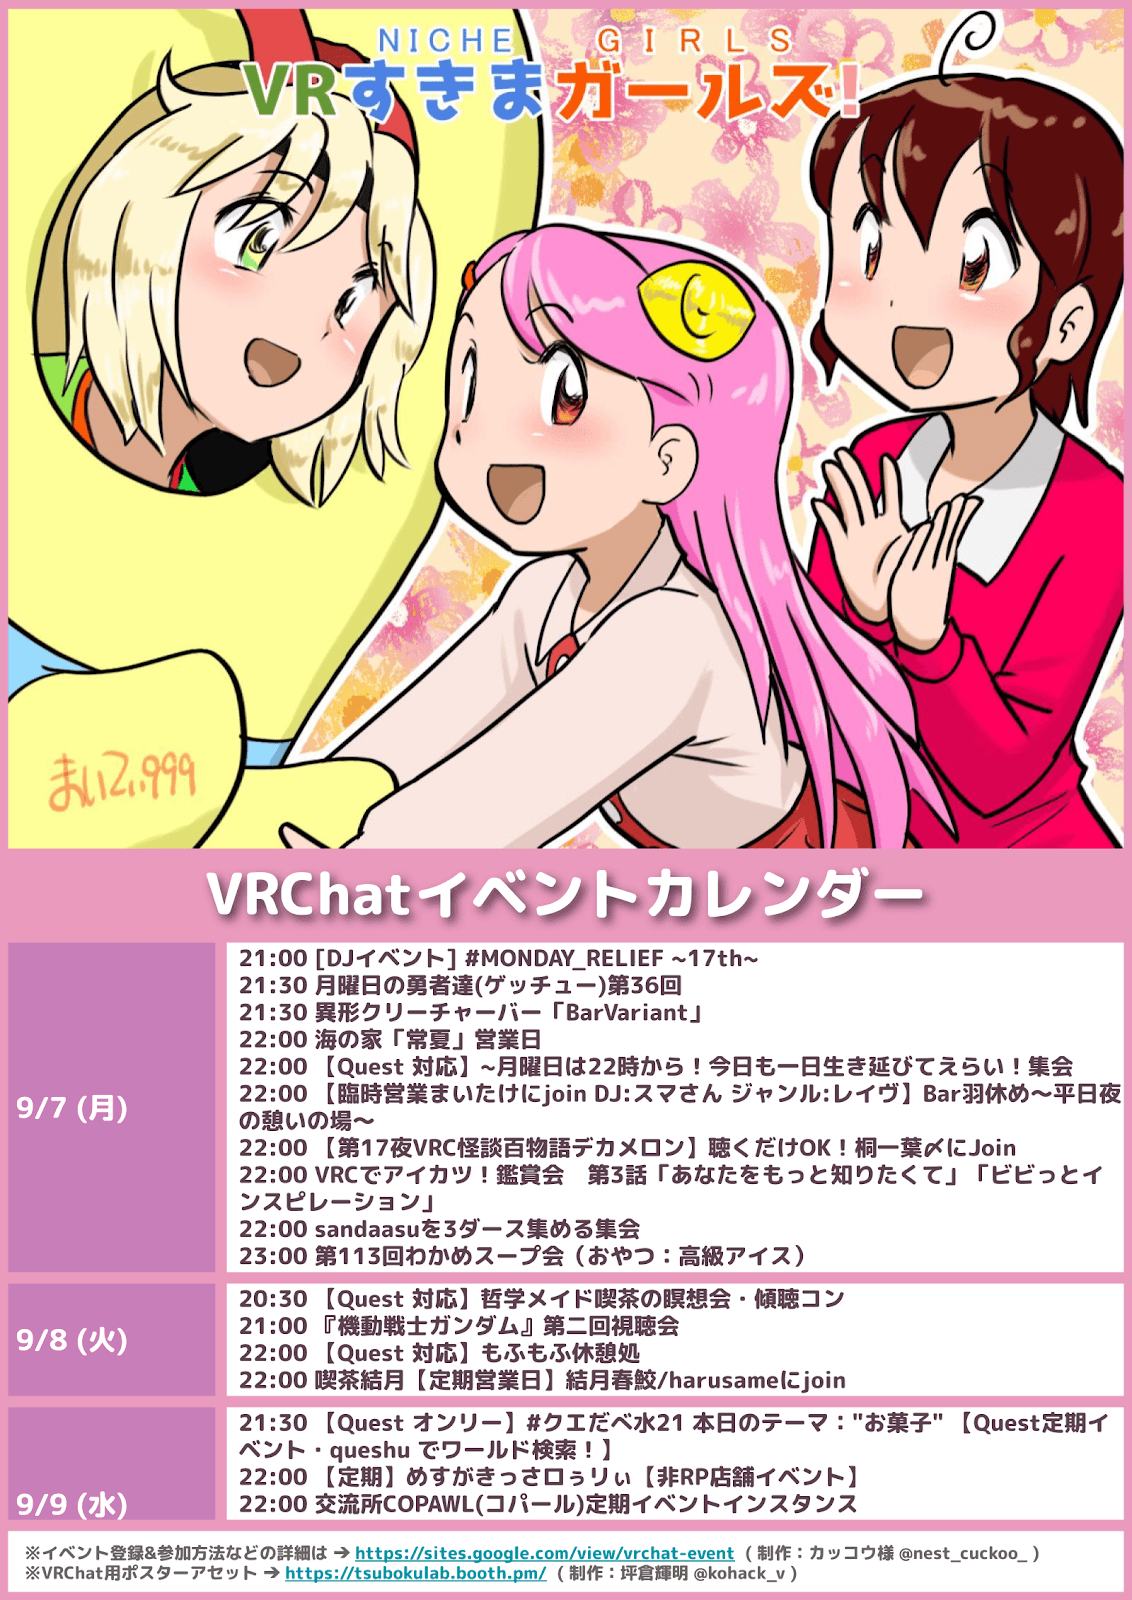 NICHE GIRLS
VRすきまガールズ!
まいてぃ999
VRChatイベントカレンダー
9/7 (月)
21:00 [DJイベント] #MONDAY_RELIEF ~17th~
21:30 月曜日の勇者達(ゲッチュー)第36回
21:30 異形クリーチャーバー「BarVariant」
22:00 海の家「常夏」営業日
22:00 【Quest 対応】~月曜日は22時から！今日も一日生き延びてえらい！集会
22:00 【臨時営業まいたけにjoin DJ:スマさん ジャンル:レイヴ】Bar羽休め～平日夜
の憩いの場～
22:00 【第17夜VRC怪談百物語デカメロン】聴くだけOK！桐一葉〆にJoin
22:00 VRCでアイカツ！鑑賞会　第3話「あなたをもっと知りたくて」「ビビっとイ
ンスピレーション」
22:00 sandaasuを3ダース集める集会
23:00 第113回わかめスープ会（おやつ：高級アイス）
9/8 (火)
20:30 【Quest 対応】哲学メイド喫茶の瞑想会・傾聴コン
21:00 『機動戦士ガンダム』第二回視聴会
22:00 【Quest 対応】もふもふ休憩処
22:00 喫茶結月【定期営業日】結月春鮫/harusameにjoin
9/9 (水)
21:30 【Quest オンリー】#クエだべ水21 本日のテーマ："お菓子" 【Quest定期イ
ベント・queshu でワールド検索！】
22:00 【定期】めすがきっさロぅリぃ【非RP店舗イベント】
22:00 交流所COPAWL(コパール)定期イベントインスタンス
※イベント登録&参加方法などの詳細は ➔ https://sites.google.com/view/vrchat-event （制作：カッコウ様 @nest_cuckoo_）
※VRChat用ポスターアセット ➔ https://tsubokulab.booth.pm/ （制作：坪倉輝明 @kohack_v）